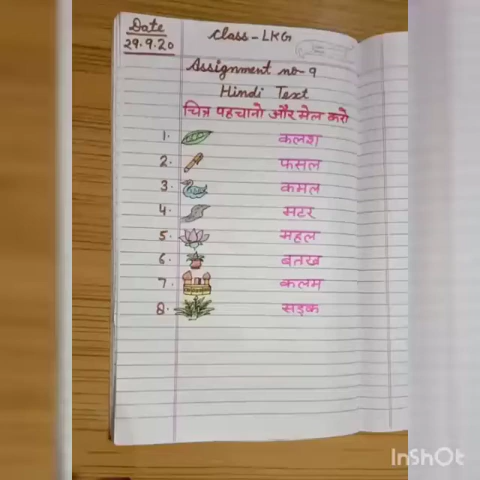 Date
29.9.20
Class - LKG
Assignment no - 9
Hindi Text
चित्र पहचानो और मेल करो
1. कलश
2. फसल
3. कमल
4. मटर
5. महल
6. बतख
7. कलम
8. सड़क
InShOt